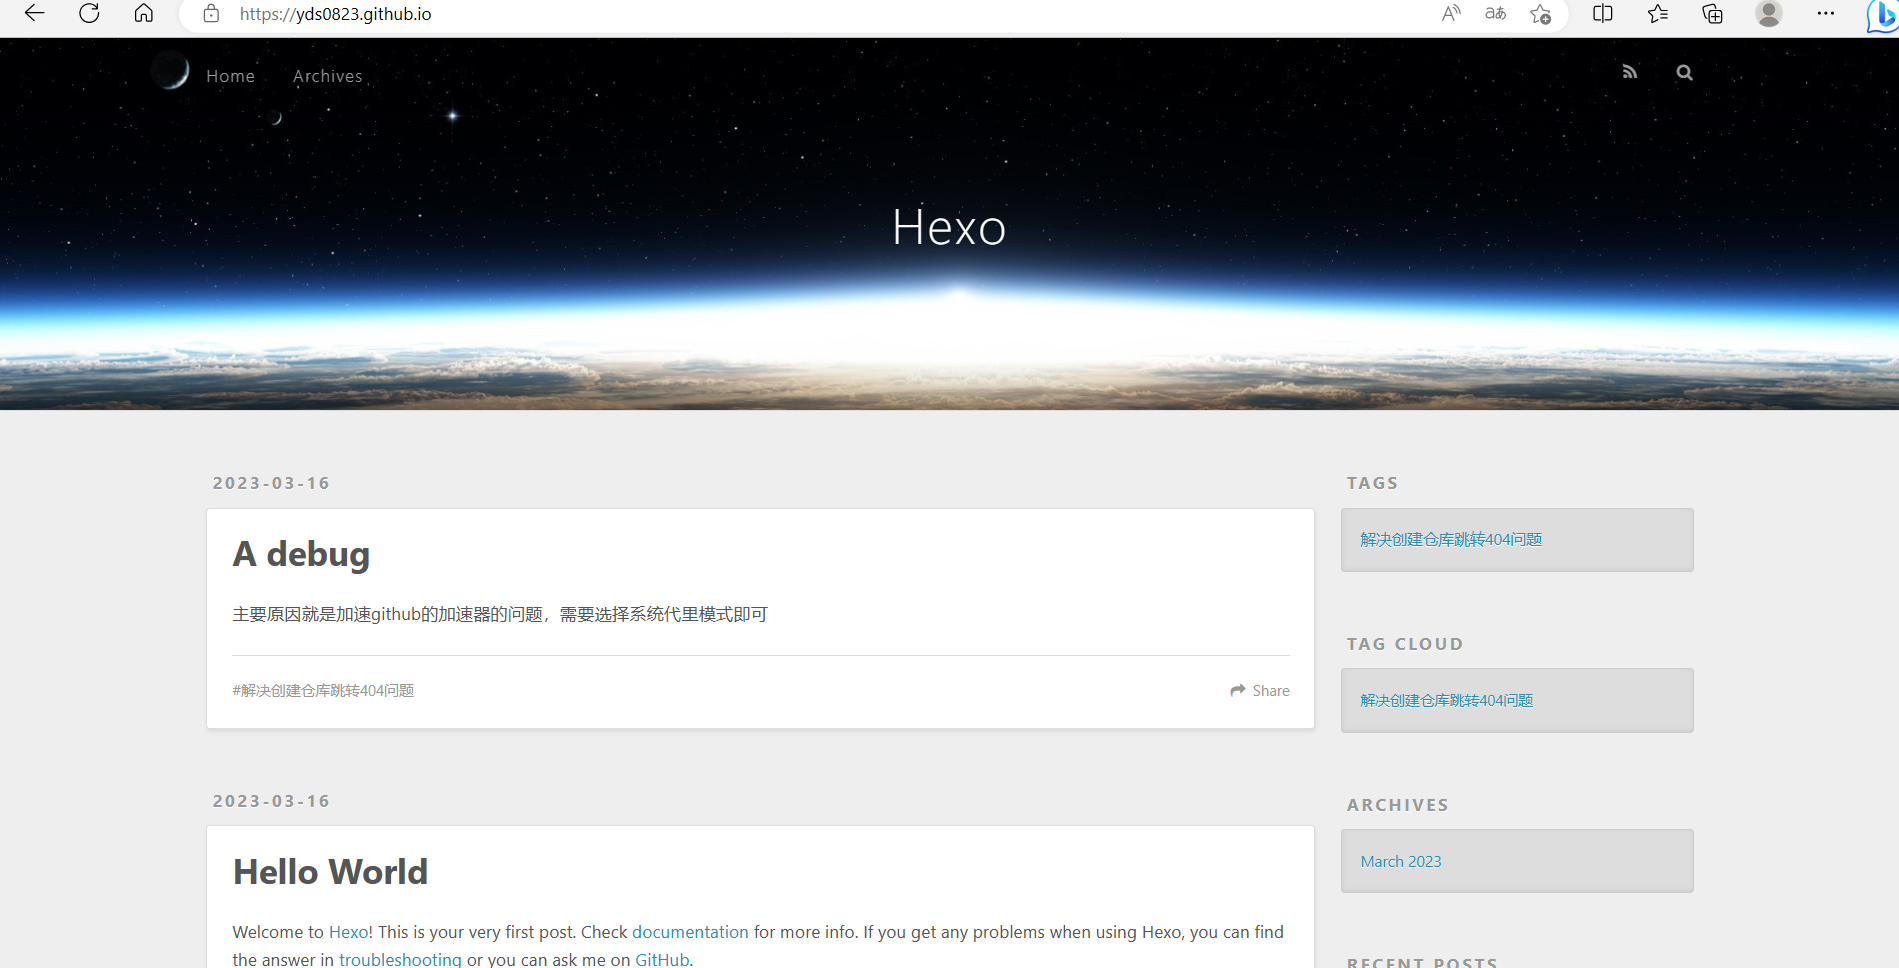 https://yds0823.github.io
Home
Archives
Hexo
2023-03-16
A debug
主要原因就是加速github的加速器的问题，需要选择系统代里模式即可
#解决创建仓库跳转404问题
Share
2023-03-16
Hello World
Welcome to Hexo! This is your very first post. Check documentation for more info. If you get any problems when using Hexo, you can find
the answer in troubleshooting or you can ask me on GitHub.
TAGS
解决创建仓库跳转404问题
TAG CLOUD
解决创建仓库跳转404问题
ARCHIVES
March 2023
RECENT POSTS